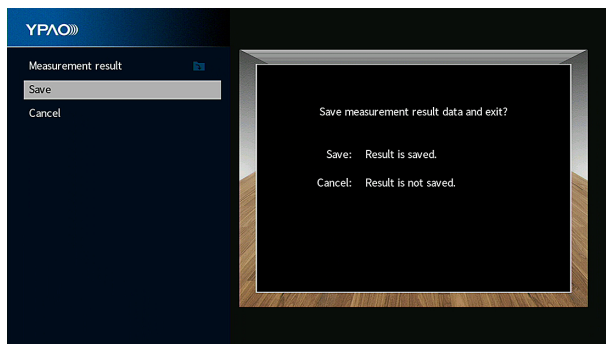 YPAO
Measurement result
Save
Cancel
Save measurement result data and exit?
Save: Result is saved.
Cancel: Result is not saved.